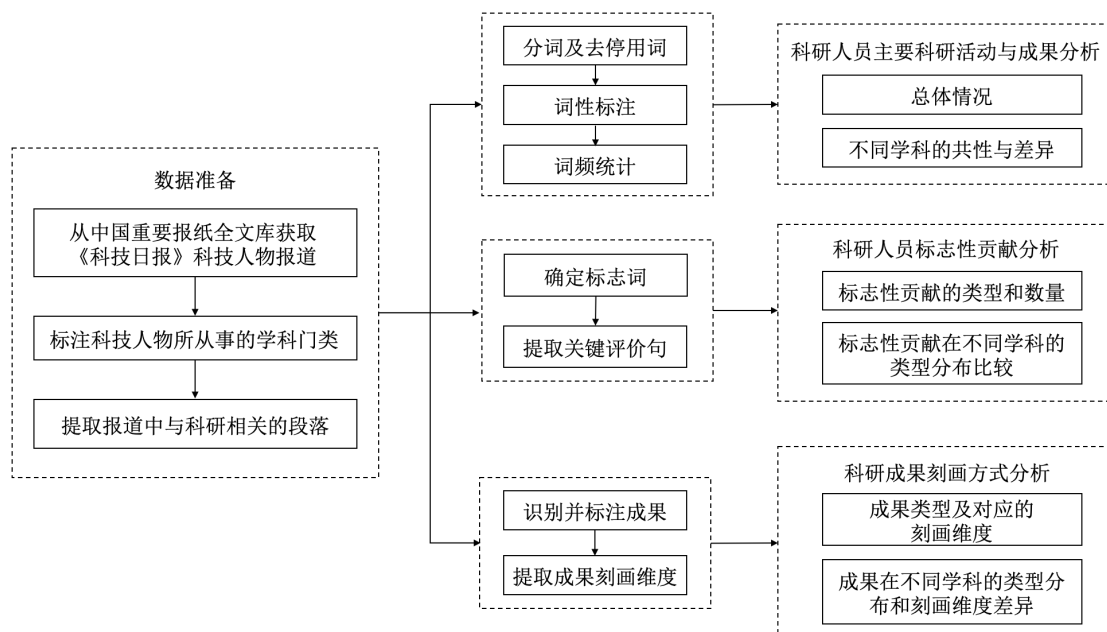 数据准备
从中国重要报纸全文库获取
《科技日报》科技人物报道
标注科技人物所从事的学科门类
提取报道中与科研相关的段落
分词及去停用词
词性标注
词频统计
科研人员主要科研活动与成果分析
总体情况
不同学科的共性与差异
确定标志词
提取关键评价句
科研人员标志性贡献分析
标志性贡献的类型和数量
标志性贡献在不同学科的
类型分布比较
识别并标注成果
提取成果刻画维度
科研成果刻画方式分析
成果类型及对应的
刻画维度
成果在不同学科的类型分
布和刻画维度差异